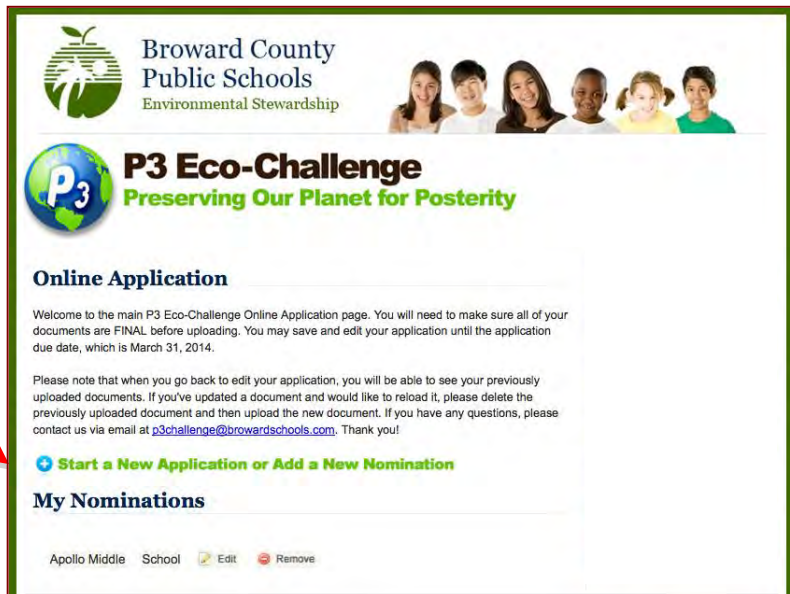 Broward County
Public Schools
Environmental Stewardship
P3
P3 Eco-Challenge
Preserving Our Planet for Posterity
Online Application
Welcome to the main P3 Eco-Challenge Online Application page. You will need to make sure all of your
documents are FINAL before uploading. You may save and edit your application until the application
due date, which is March 31, 2014.
Please note that when you go back to edit your application, you will be able to see your previously
uploaded documents. If you've updated a document and would like to reload it, please delete the
previously uploaded document and then upload the new document. If you have any questions, please
contact us via email at p3challenge@browardschools.com. Thank you!
Start a New Application or Add a New Nomination
My Nominations
Apollo Middle School Edit Remove